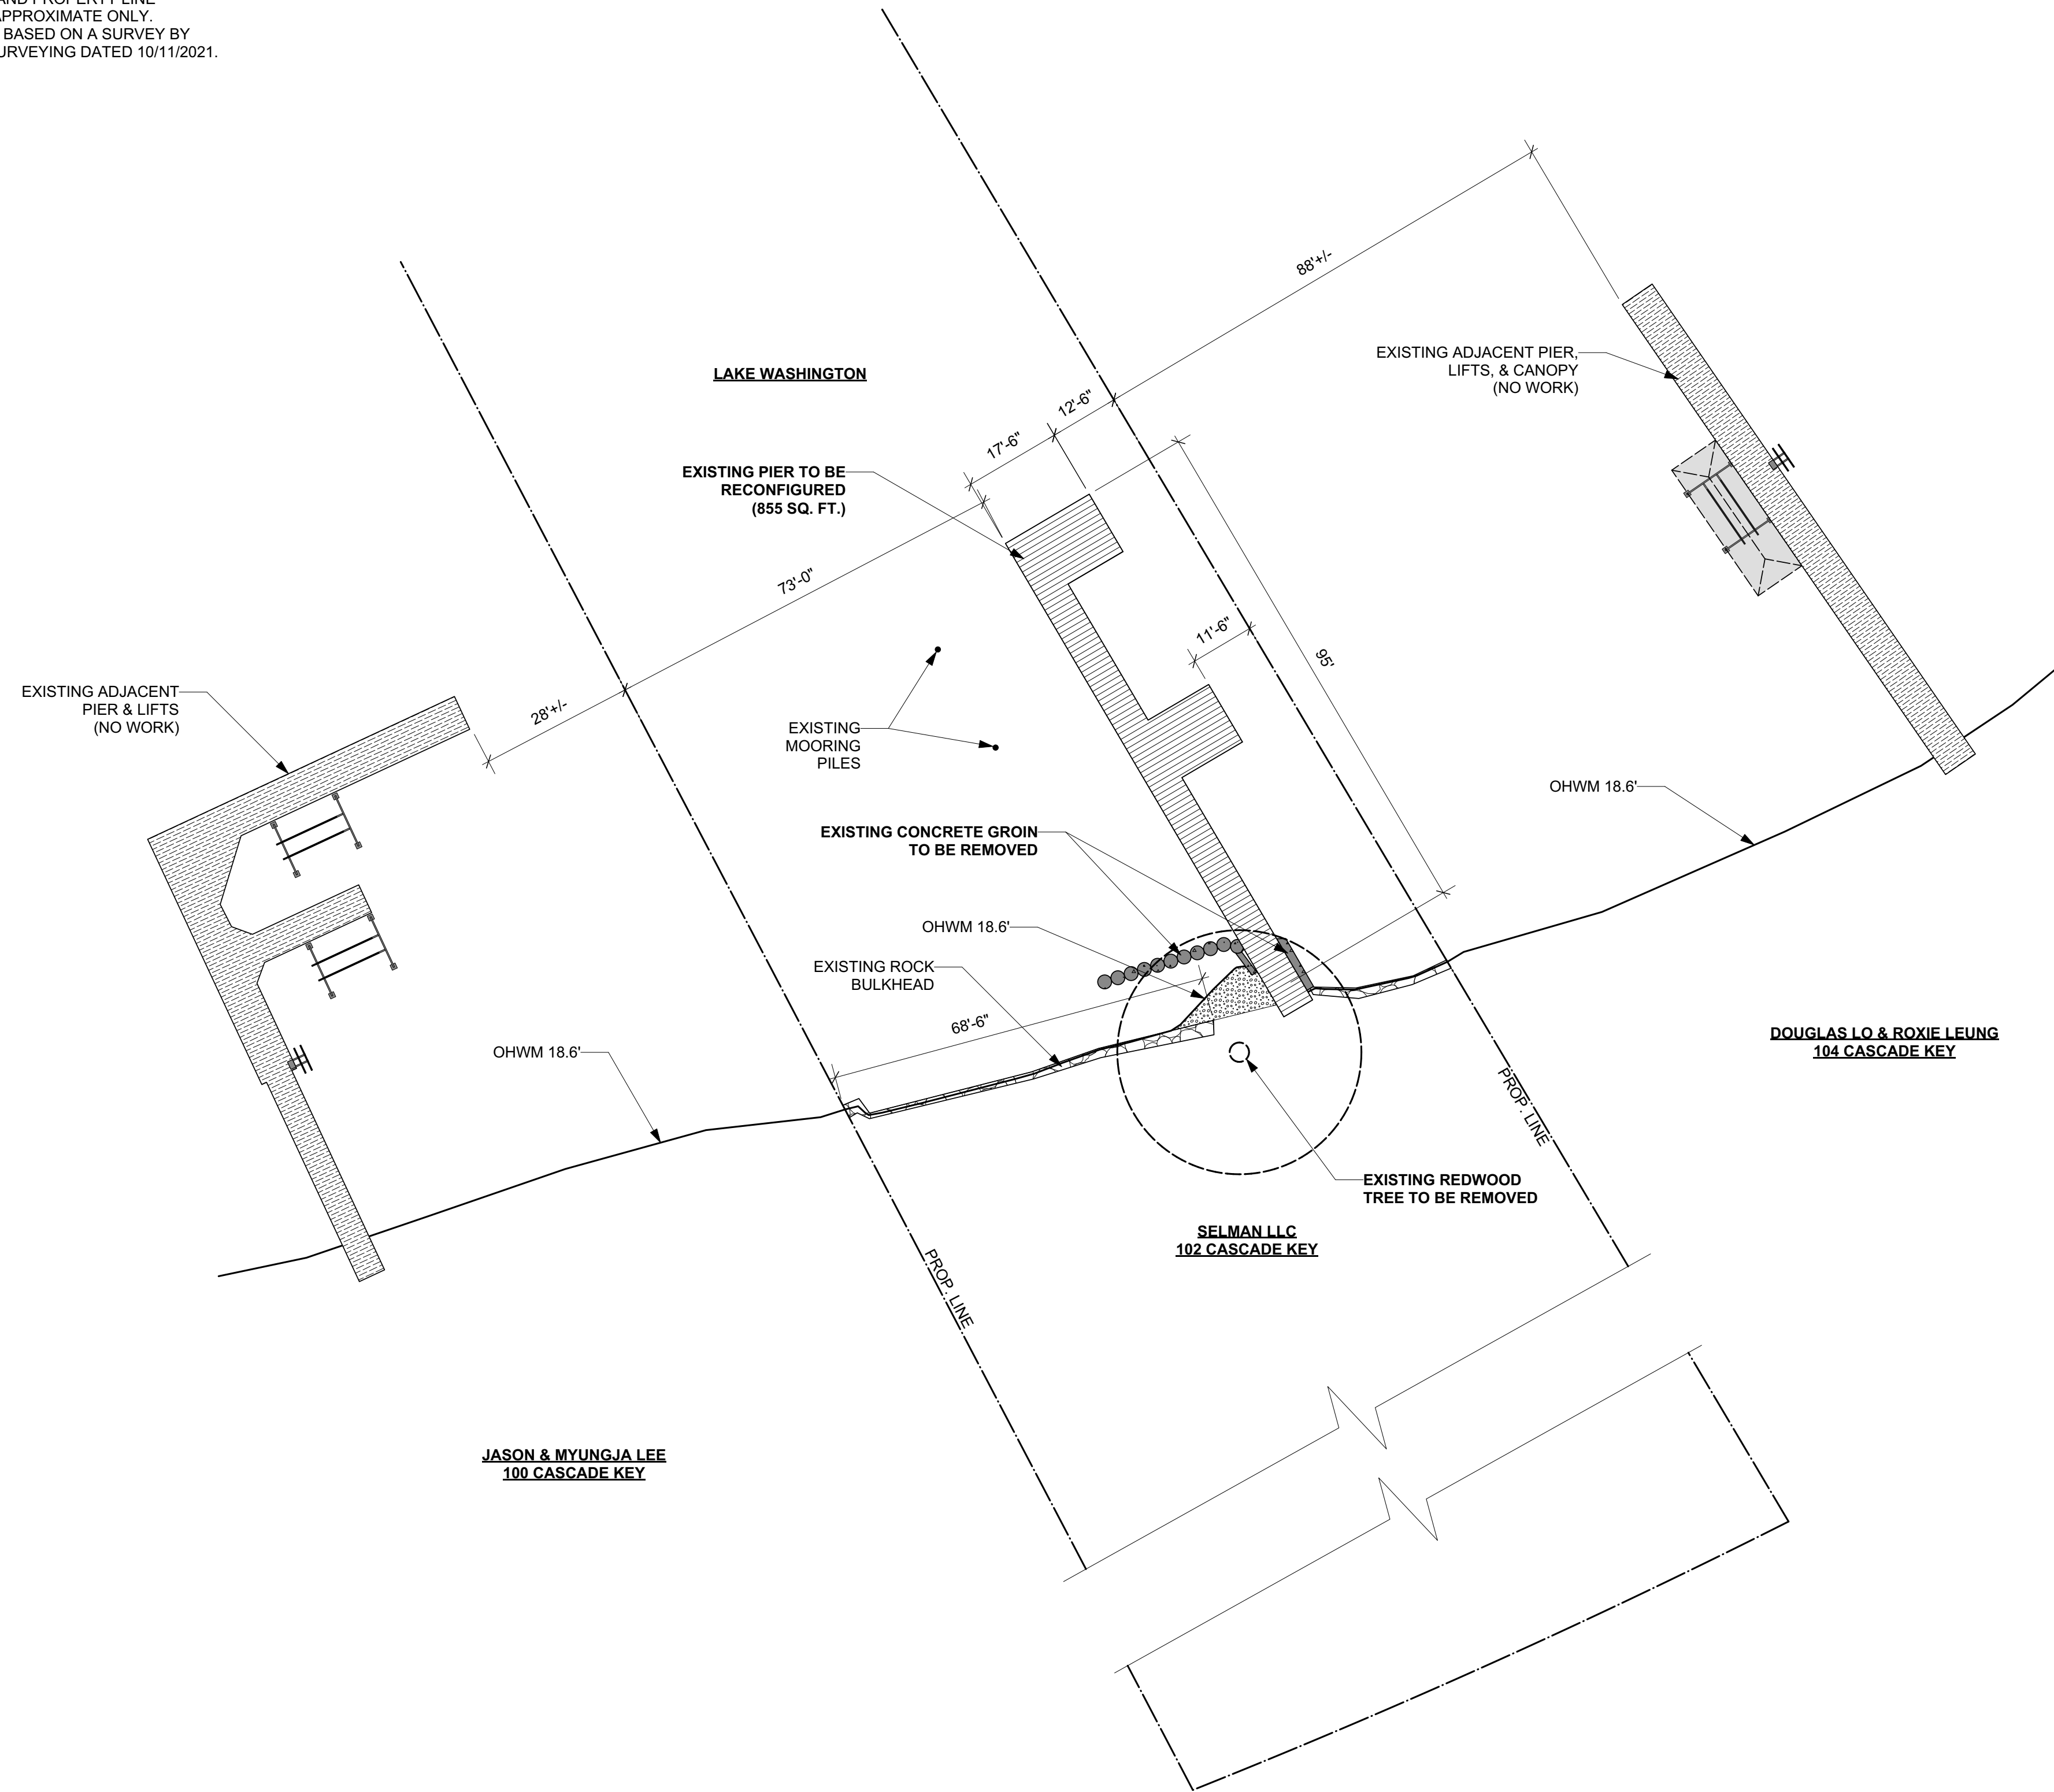 AND PROPERTY LINE
APPROXIMATE ONLY.
BASED ON A SURVEY BY
URVEYING DATED 10/11/2021.
88'+/-
EXISTING ADJACENT PIER,
LIFTS, & CANOPY
(NO WORK)
LAKE WASHINGTON
12'-6"
17'-6"
EXISTING PIER TO BE
RECONFIGURED
(855 SQ. FT.)
73'-0"
11'-6"
95'
EXISTING ADJACENT
PIER & LIFTS
(NO WORK)
28'+/-
EXISTING
MOORING
PILES
OHWM 18.6'
EXISTING CONCRETE GROIN
TO BE REMOVED
OHWM 18.6'
EXISTING ROCK
BULKHEAD
68'-6"
OHWM 18.6'
DOUGLAS LO & ROXIE LEUNG
104 CASCADE KEY
PROP. LINE
EXISTING REDWOOD
TREE TO BE REMOVED
SELMAN LLC
102 CASCADE KEY
PROP. LINE
JASON & MYUNGJA LEE
100 CASCADE KEY